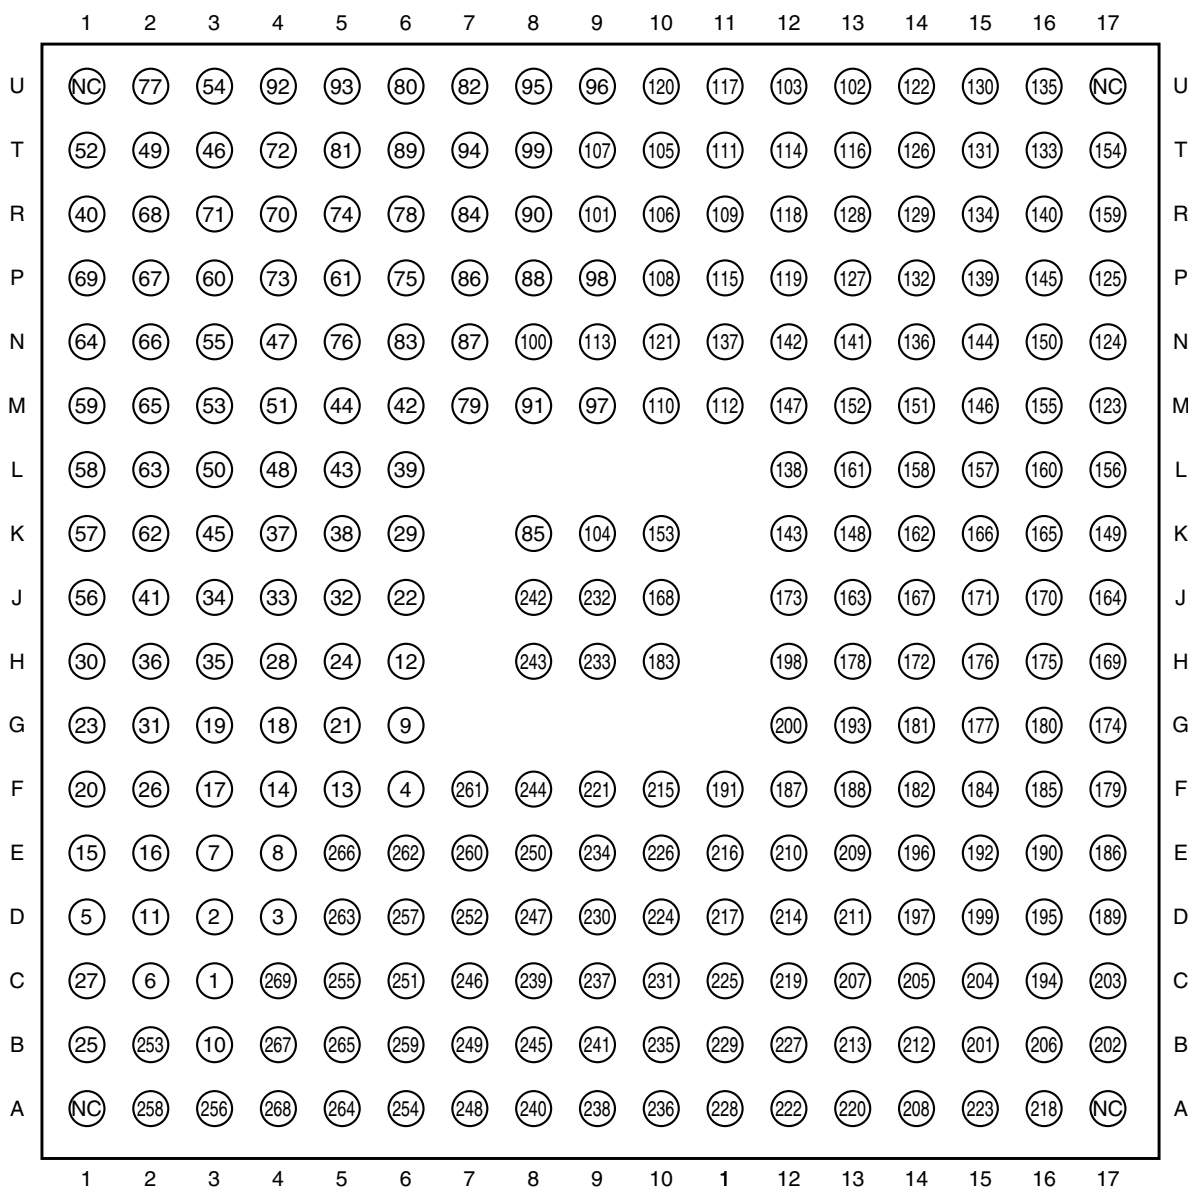 1 2 3 4 5 6 7 8 9 10 11 12 13 14 15 16 17
U NC 77 54 92 93 80 82 95 96 120 117 103 102 122 130 135 NC U
T 52 49 46 72 81 89 94 99 107 105 111 114 116 126 131 133 154 T
R 40 68 71 70 74 78 84 90 101 106 109 118 128 129 134 140 159 R
P 69 67 60 73 61 75 86 88 98 108 115 119 127 132 139 145 125 P
N 64 66 55 47 76 83 87 100 113 121 137 142 141 136 144 150 124 N
M 59 65 53 51 44 42 79 91 97 110 112 147 152 151 146 155 123 M
L 58 63 50 48 43 39 138 161 158 157 160 156 L
K 57 62 45 37 38 29 85 104 153 143 148 162 166 165 149 K
J 56 41 34 33 32 22 242 232 168 173 163 167 171 170 164 J
H 30 36 35 28 24 12 243 233 183 198 178 172 176 175 169 H
G 23 31 19 18 21 9 200 193 181 177 180 174 G
F 20 26 17 14 13 4 261 244 221 215 191 187 188 182 184 185 179 F
E 15 16 7 8 266 262 260 250 234 226 216 210 209 196 192 190 186 E
D 5 11 2 3 263 257 252 247 230 224 217 214 211 197 199 195 189 D
C 27 6 1 269 255 251 246 239 237 231 225 219 207 205 204 194 203 C
B 25 253 10 267 265 259 249 245 241 235 229 227 213 212 201 206 202 B
A NC 258 256 268 264 254 248 240 238 236 228 222 220 208 223 218 NC A
1 2 3 4 5 6 7 8 9 10 1 12 13 14 15 16 17